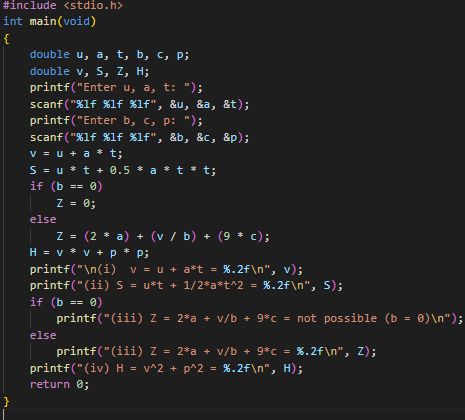 #include <stdio.h>
int main(void)
{
    double u, a, t, b, c, p;
    double v, S, Z, H;
    printf("Enter u, a, t: ");
    scanf("%lf %lf %lf", &u, &a, &t);
    printf("Enter b, c, p: ");
    scanf("%lf %lf %lf", &b, &c, &p);
    v = u + a * t;
    S = u * t + 0.5 * a * t * t;
    if (b == 0)
        Z = 0;
    else
        Z = (2 * a) + (v / b) + (9 * c);
    H = v * v + p * p;
    printf("\n(i)  v = u + a*t = %.2f\n", v);
    printf("(ii) S = u*t + 1/2*a*t^2 = %.2f\n", S);
    if (b == 0)
        printf("(iii) Z = 2*a + v/b + 9*c = not possible (b = 0)\n");
    else
        printf("(iii) Z = 2*a + v/b + 9*c = %.2f\n", Z);
    printf("(iv) H = v^2 + p^2 = %.2f\n", H);
    return 0;
}